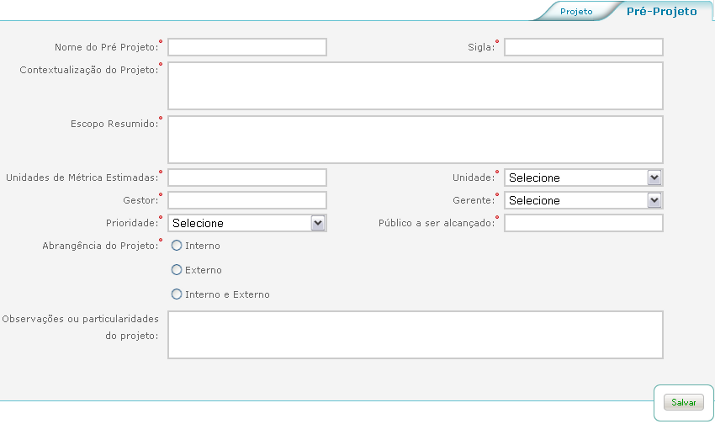 Projeto Pré-Projeto
Nome do Pré Projeto:* Sigla:*
Contextualização do Projeto:*
Escopo Resumido:*
Unidades de Métrica Estimadas:* Unidade:* Selecione
Gestor:* Gerente:* Selecione
Prioridade:* Selecione Público a ser alcançado:*
Abrangência do Projeto:* Interno
Externo
Interno e Externo
Observações ou particularidades
do projeto:
Salvar